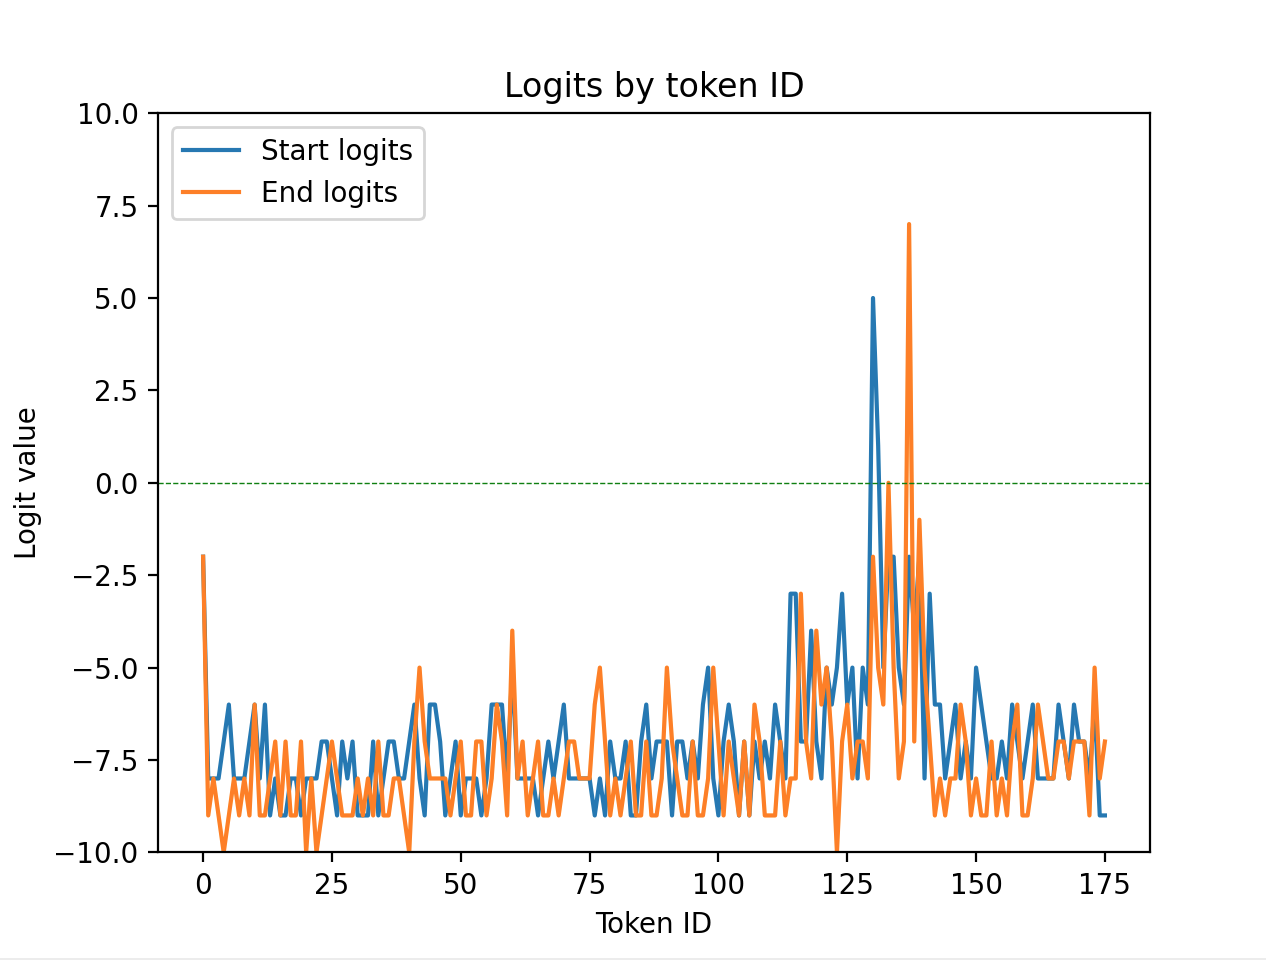 Logits by token ID
Start logits
End logits
10.0
7.5
5.0
2.5
0.0
−2.5
−5.0
−7.5
−10.0
Logit value
0 25 50 75 100 125 150 175
Token ID